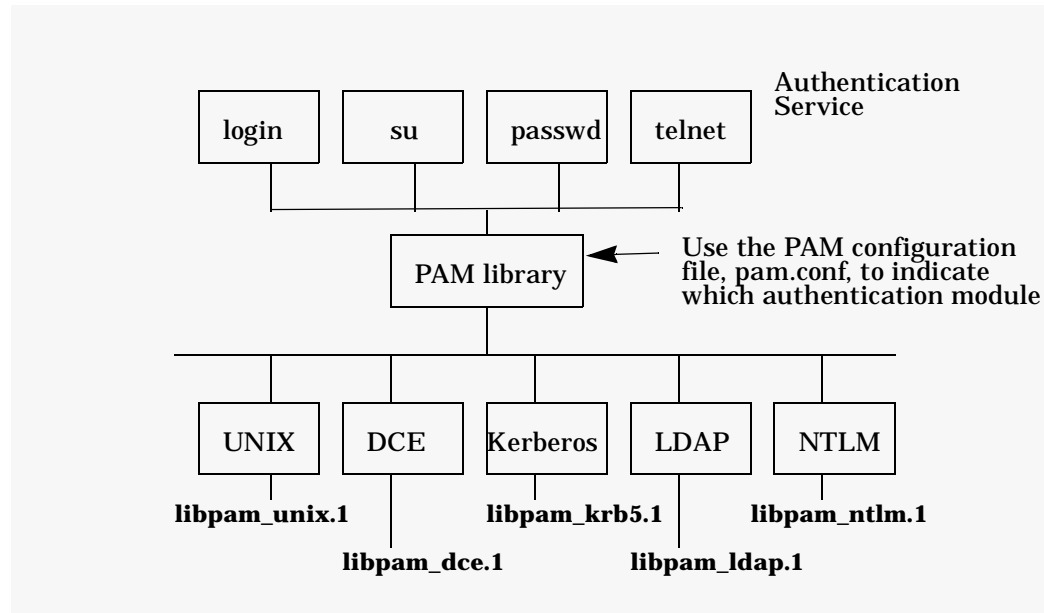 Authentication
Service
login
su
passwd
telnet
PAM library
Use the PAM configuration
file, pam.conf, to indicate
which authentication module
UNIX
DCE
Kerberos
LDAP
NTLM
libpam_unix.1
libpam_krb5.1
libpam_ntlm.1
libpam_dce.1
libpam_ldap.1